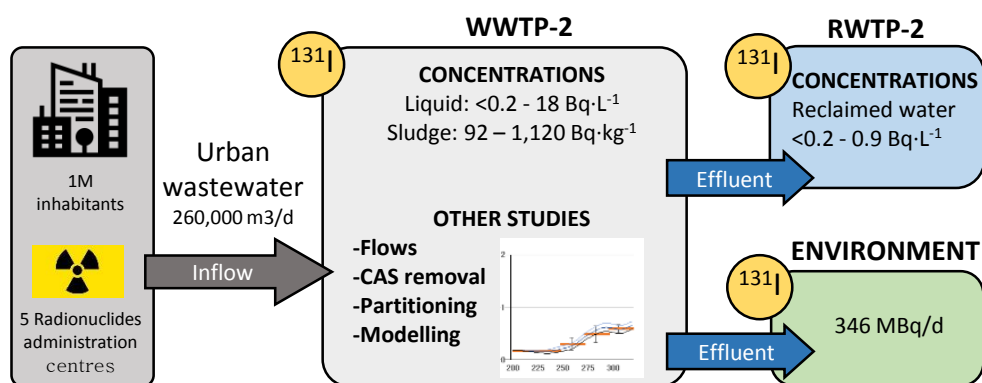 1M
inhabitants
5 Radionuclides
administration
centres
Urban
wastewater
260,000 m3/d
Inflow
WWTP-2
¹³¹I
CONCENTRATIONS
Liquid: <0.2 - 18 Bq·L⁻¹
Sludge: 92 – 1,120 Bq·kg⁻¹
OTHER STUDIES
-Flows
-CAS removal
-Partitioning
-Modelling
2
1
0
200 225 250 275 300
Effluent
RWTP-2
¹³¹I
CONCENTRATIONS
Reclaimed water
<0.2 - 0.9 Bq·L⁻¹
Effluent
ENVIRONMENT
¹³¹I
346 MBq/d